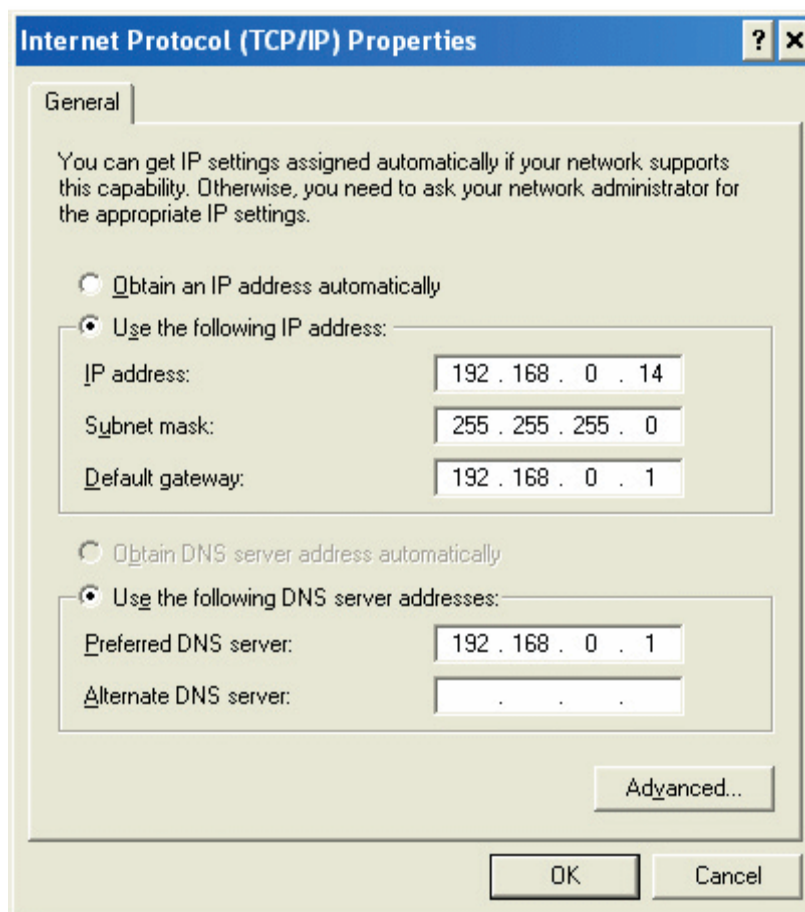 Internet Protocol (TCP/IP) Properties
General
You can get IP settings assigned automatically if your network supports
this capability. Otherwise, you need to ask your network administrator for
the appropriate IP settings.
Obtain an IP address automatically
Use the following IP address:
IP address: 192 . 168 . 0 . 14
Subnet mask: 255 . 255 . 255 . 0
Default gateway: 192 . 168 . 0 . 1
Obtain DNS server address automatically
Use the following DNS server addresses:
Preferred DNS server: 192 . 168 . 0 . 1
Alternate DNS server: . . .
Advanced...
OK Cancel